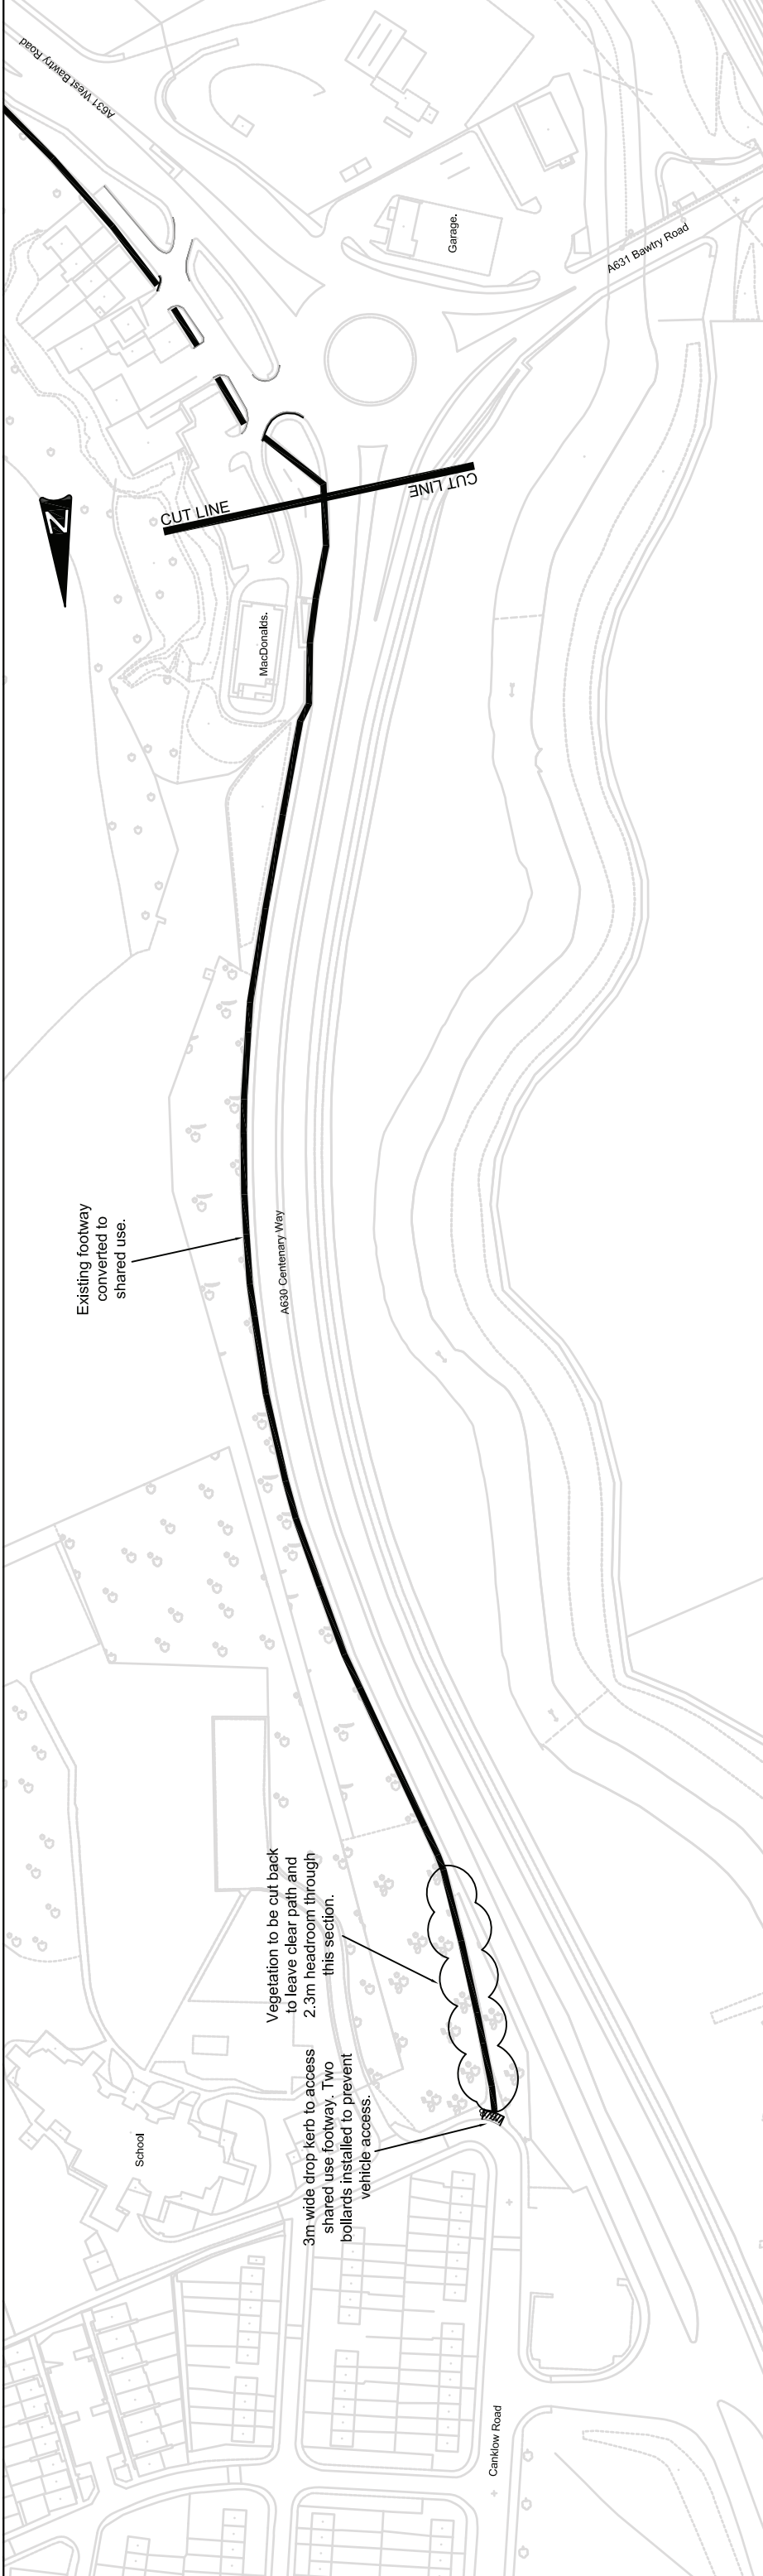 A631 West Bawtry Road
Garage.
A631 Bawtry Road
CUT LINE
CUT LINE
N
MacDonalds.
Existing footway
converted to
shared use.
A630 Centenary Way
Vegetation to be cut back
to leave clear path and
2.3m headroom through
this section.
3m wide drop kerb to access
shared use footway. Two
bollards installed to prevent
vehicle access.
School
Canklow Road